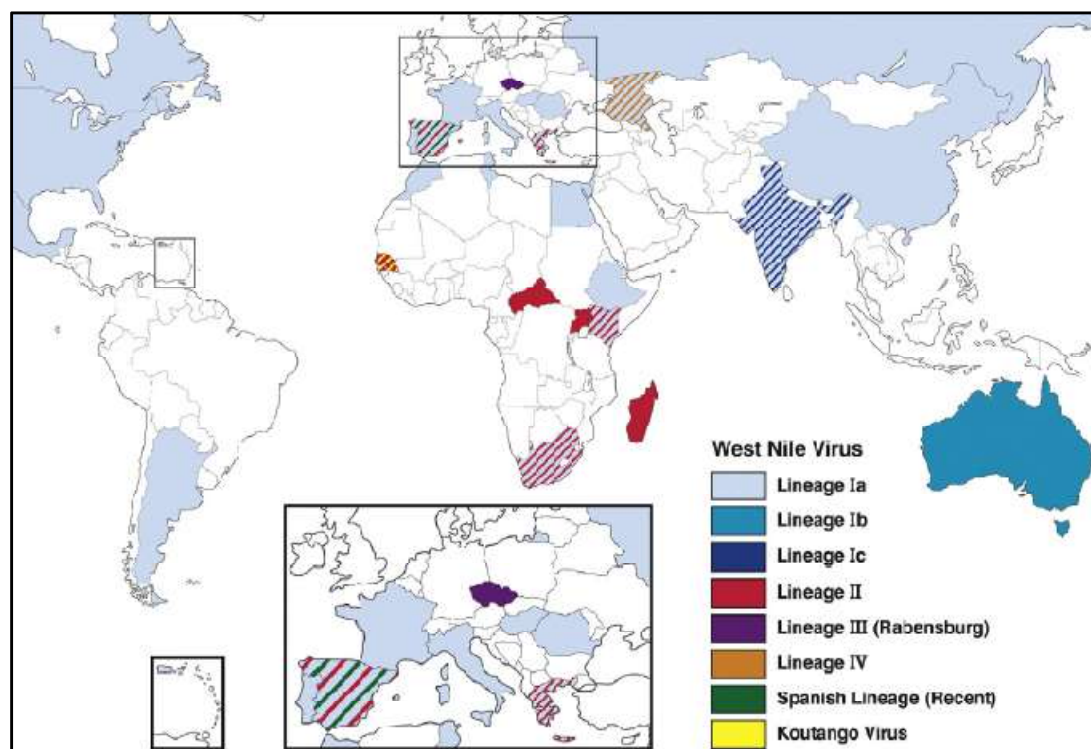 West Nile Virus
Lineage Ia
Lineage Ib
Lineage Ic
Lineage II
Lineage III (Rabensburg)
Lineage IV
Spanish Lineage (Recent)
Koutango Virus